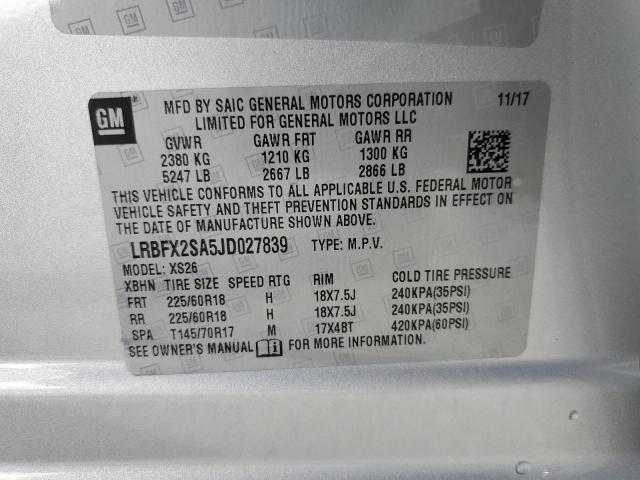 GM
MFD BY SAIC GENERAL MOTORS CORPORATION 11/17
LIMITED FOR GENERAL MOTORS LLC
GVWR GAWR FRT GAWR RR
2380 KG 1210 KG 1300 KG
5247 LB 2667 LB 2866 LB
THIS VEHICLE CONFORMS TO ALL APPLICABLE U.S. FEDERAL MOTOR
VEHICLE SAFETY AND THEFT PREVENTION STANDARDS IN EFFECT ON
THE DATE OF MANUFACTURE SHOWN ABOVE.
LRBFX2SA5JD027839 TYPE: M.P.V.
MODEL: XS26
XBHN TIRE SIZE SPEED RTG RIM COLD TIRE PRESSURE
FRT 225/60R18 H 18X7.5J 240KPA(35PSI)
RR 225/60R18 H 18X7.5J 240KPA(35PSI)
SPA T145/70R17 M 17X4BT 420KPA(60PSI)
SEE OWNER'S MANUAL FOR MORE INFORMATION.